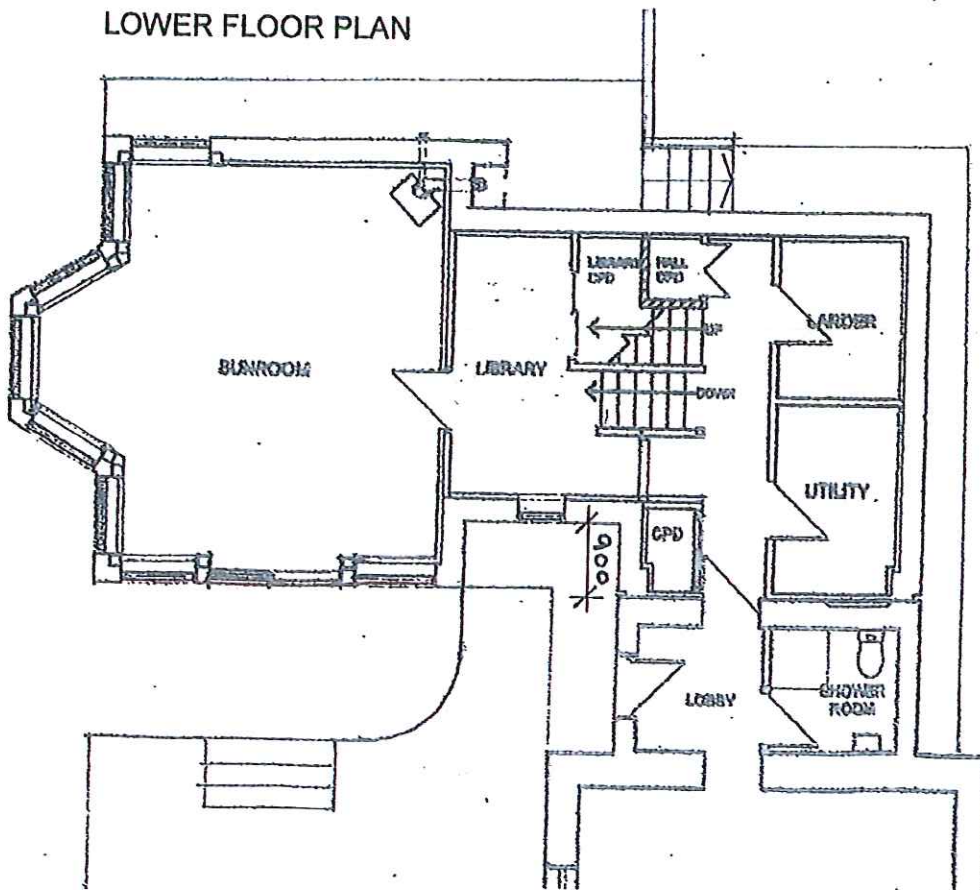 LOWER FLOOR PLAN
LIBRARY
CPD
HALL
CPD
UP
LARDER
SUNROOM
LIBRARY
DOWN
UTILITY
CPD
900
LOBBY
SHOWER
ROOM